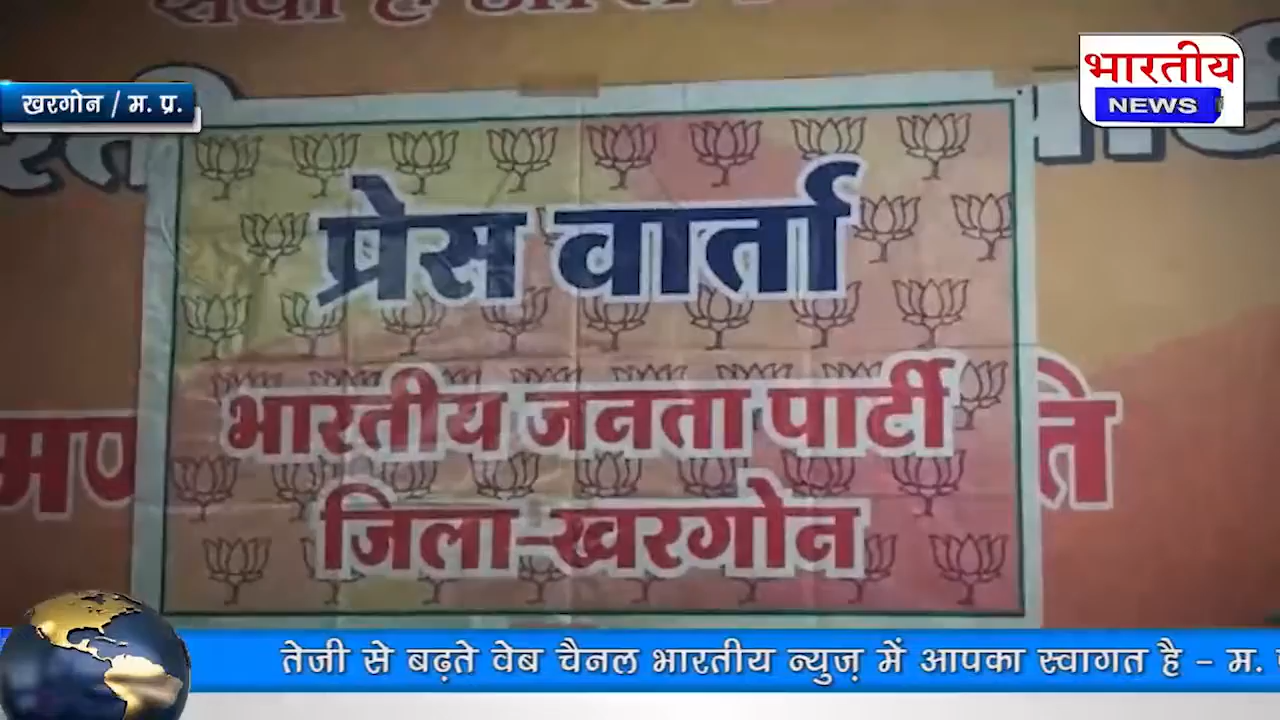 सेवा है
भारतीय
NEWS
खरगोन / म. प्र.
प्रेस वार्ता
भारतीय जनता पार्टी
जिला-खरगोन
तेजी से बढ़ते वेब चैनल भारतीय न्युज़ में आपका स्वागत है - म.